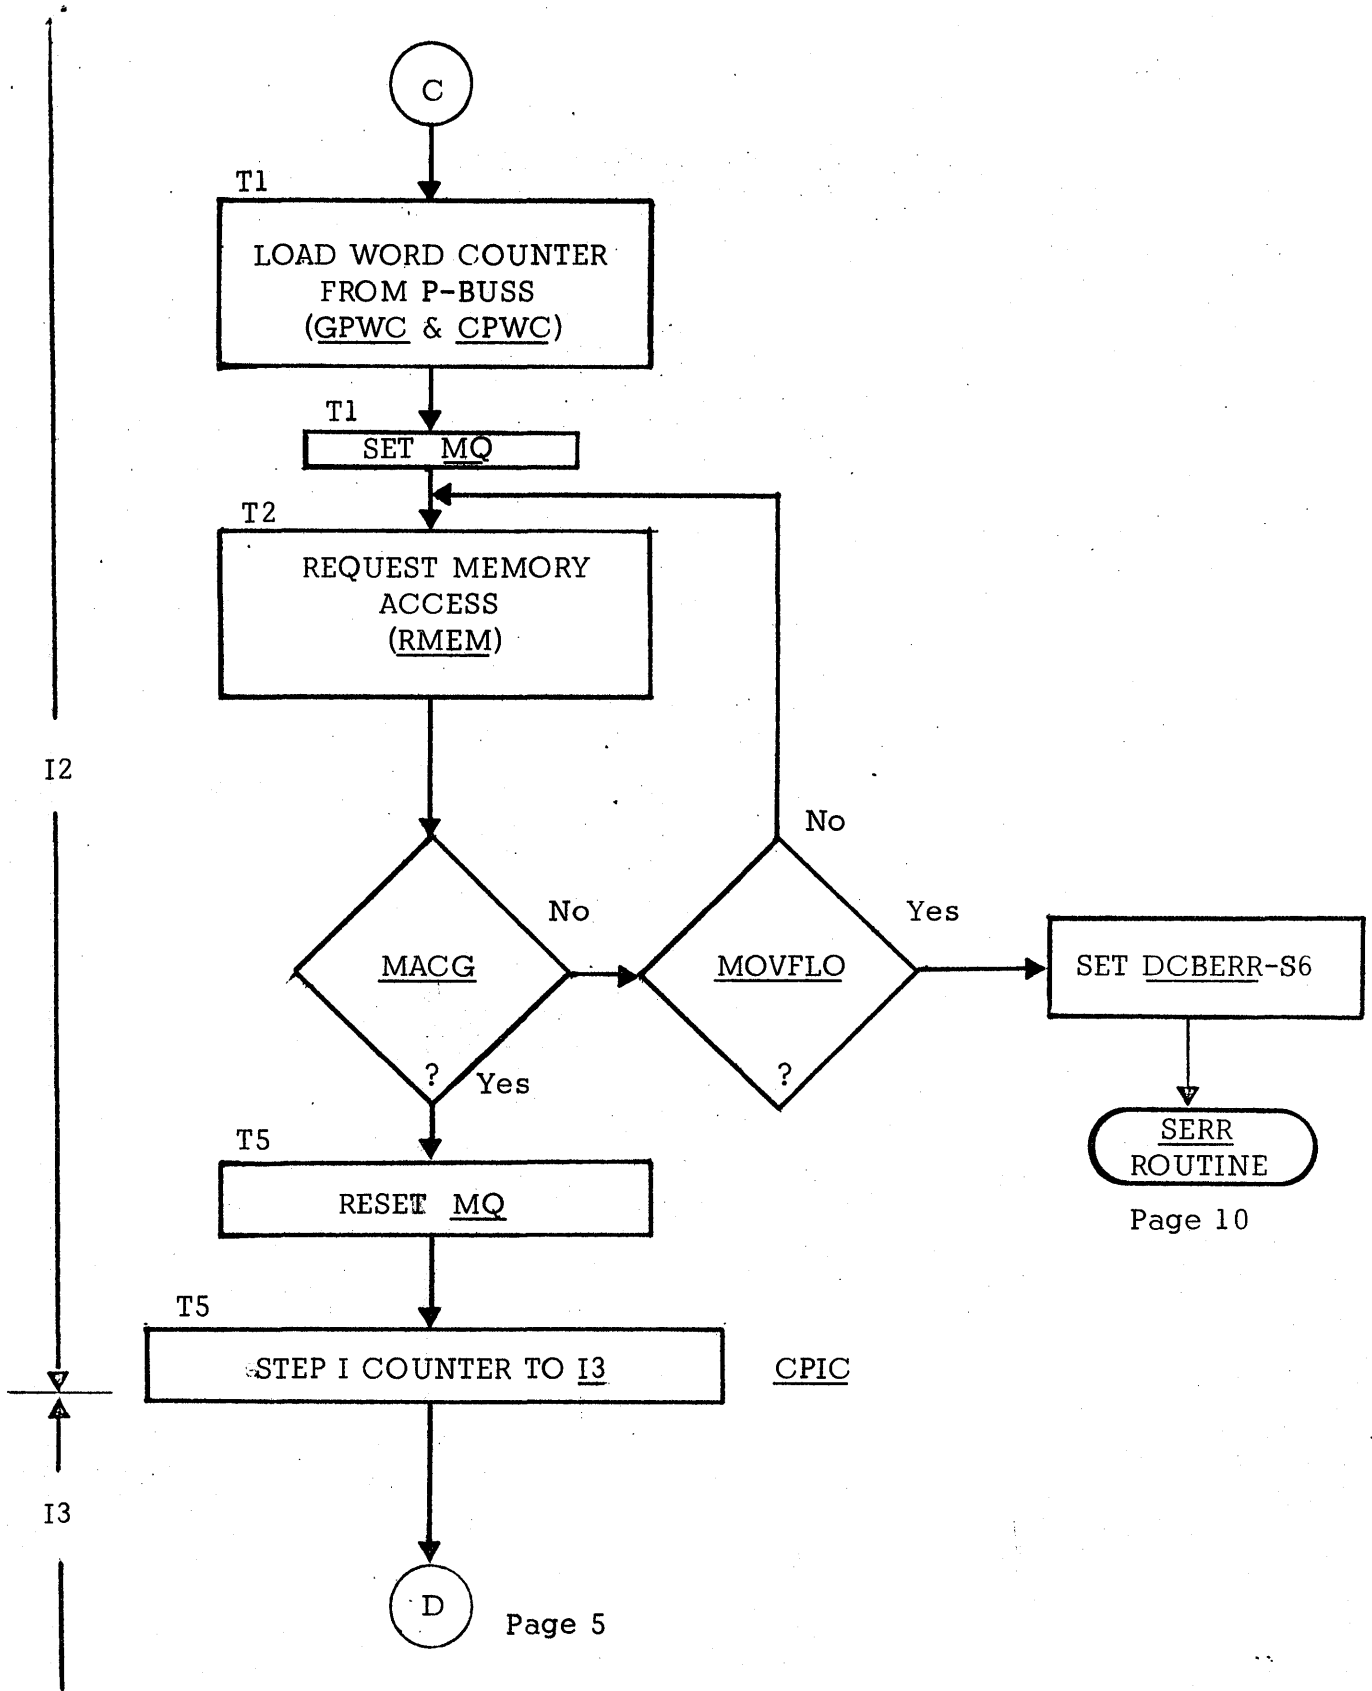 C
T1
LOAD WORD COUNTER
FROM P-BUSS
(GPWC & CPWC)
T1
SET MQ
T2
REQUEST MEMORY
ACCESS
(RMEM)
I2
No
No
Yes
MACG
MOVFLO
SET DCBERR-S6
?
Yes
?
SERR
ROUTINE
Page 10
T5
RESET MQ
T5
STEP I COUNTER TO I3
CPIC
I3
D
Page 5